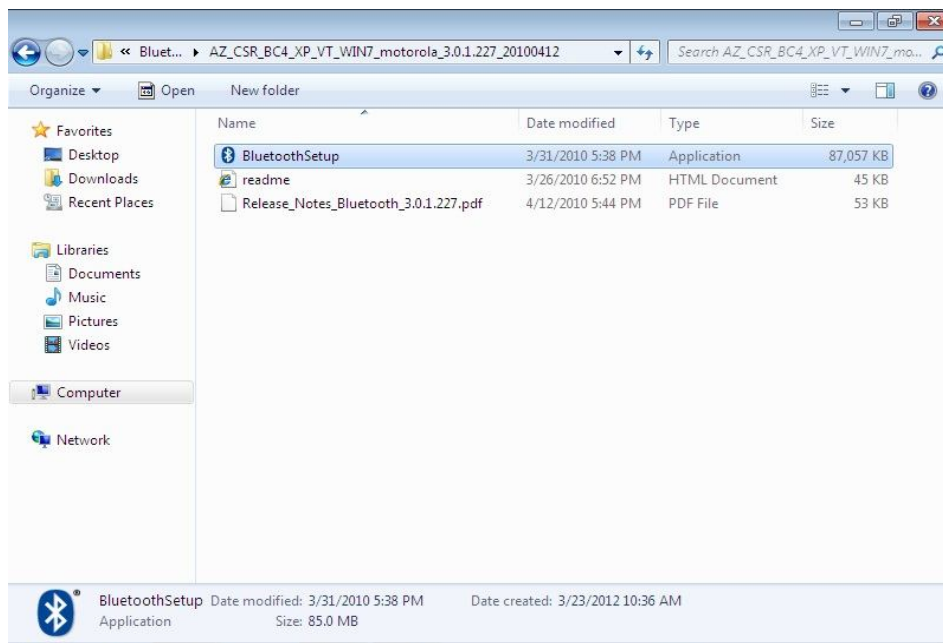 « Bluet... ▸ AZ_CSR_BC4_XP_VT_WIN7_motorola_3.0.1.227_20100412
Search AZ_CSR_BC4_XP_VT_WIN7_mo...
Organize Open New folder
Name Date modified Type Size
BluetoothSetup 3/31/2010 5:38 PM Application 87,057 KB
readme 3/26/2010 6:52 PM HTML Document 45 KB
Release_Notes_Bluetooth_3.0.1.227.pdf 4/12/2010 5:44 PM PDF File 53 KB
Favorites
Desktop
Downloads
Recent Places
Libraries
Documents
Music
Pictures
Videos
Computer
Network
BluetoothSetup Date modified: 3/31/2010 5:38 PM Date created: 3/23/2012 10:36 AM
Application Size: 85.0 MB